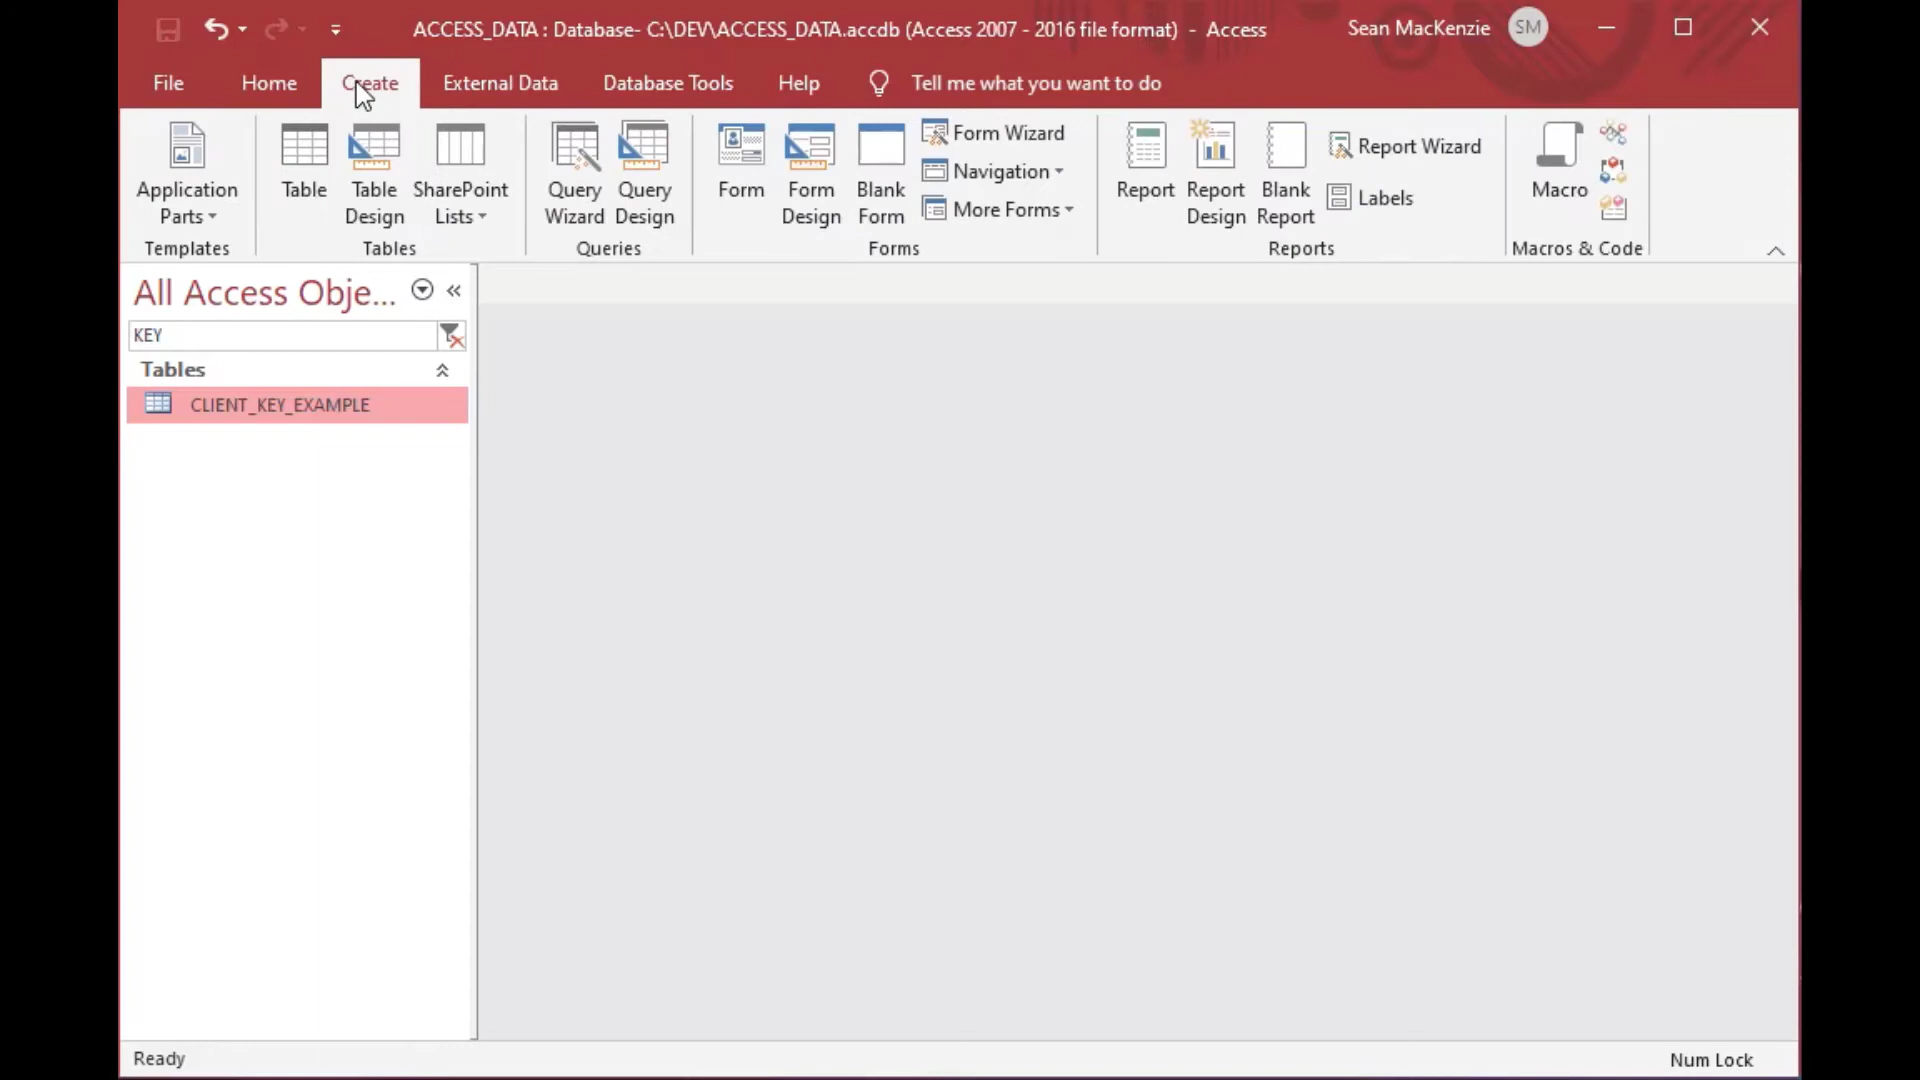 ACCESS_DATA : Database- C:\DEV\ACCESS_DATA.accdb (Access 2007 - 2016 file format) - Access
Sean MacKenzie SM
File Home Create External Data Database Tools Help Tell me what you want to do
Application Parts
Table
Table Design
SharePoint Lists
Query Wizard
Query Design
Form
Form Design
Blank Form
Form Wizard
Navigation
More Forms
Report
Report Design
Blank Report
Report Wizard
Labels
Macro
Templates Tables Queries Forms Reports Macros & Code
All Access Obje...
KEY
Tables
CLIENT_KEY_EXAMPLE
Ready
Num Lock